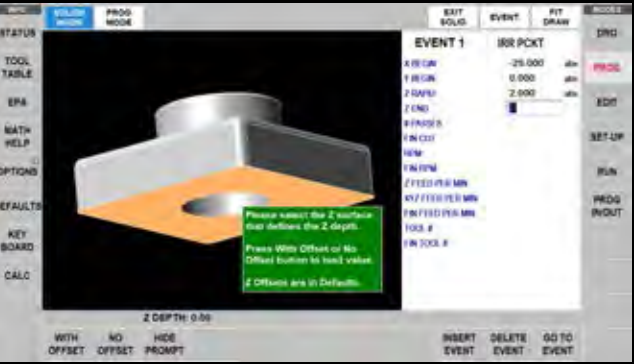 INFO
SOLID MODE
PROG MODE
EXIT SOLID
EVENT
FIT DRAW
MODES
STATUS
TOOL TABLE
EPA
MATH HELP
OPTIONS
DEFAULTS
KEY BOARD
CALC
EVENT 1 IRR PCKT
X BEGIN -25.000 abs
Y BEGIN 0.000 abs
Z RAPID 2.000 abs
Z END
# PASSES
FIN CUT
RPM
FIN RPM
Z FEED PER MIN
XYZ FEED PER MIN
FIN FEED PER MIN
TOOL #
FIN TOOL #
DRO
PROG
EDIT
SET-UP
RUN
PROG IN/OUT
Please select the Z surface
that defines the Z depth.
Press With Offset or No
Offset button to load value.
Z Offsets are in Defaults.
Z DEPTH: 0.00
WITH OFFSET
NO OFFSET
HIDE PROMPT
INSERT EVENT
DELETE EVENT
GO TO EVENT